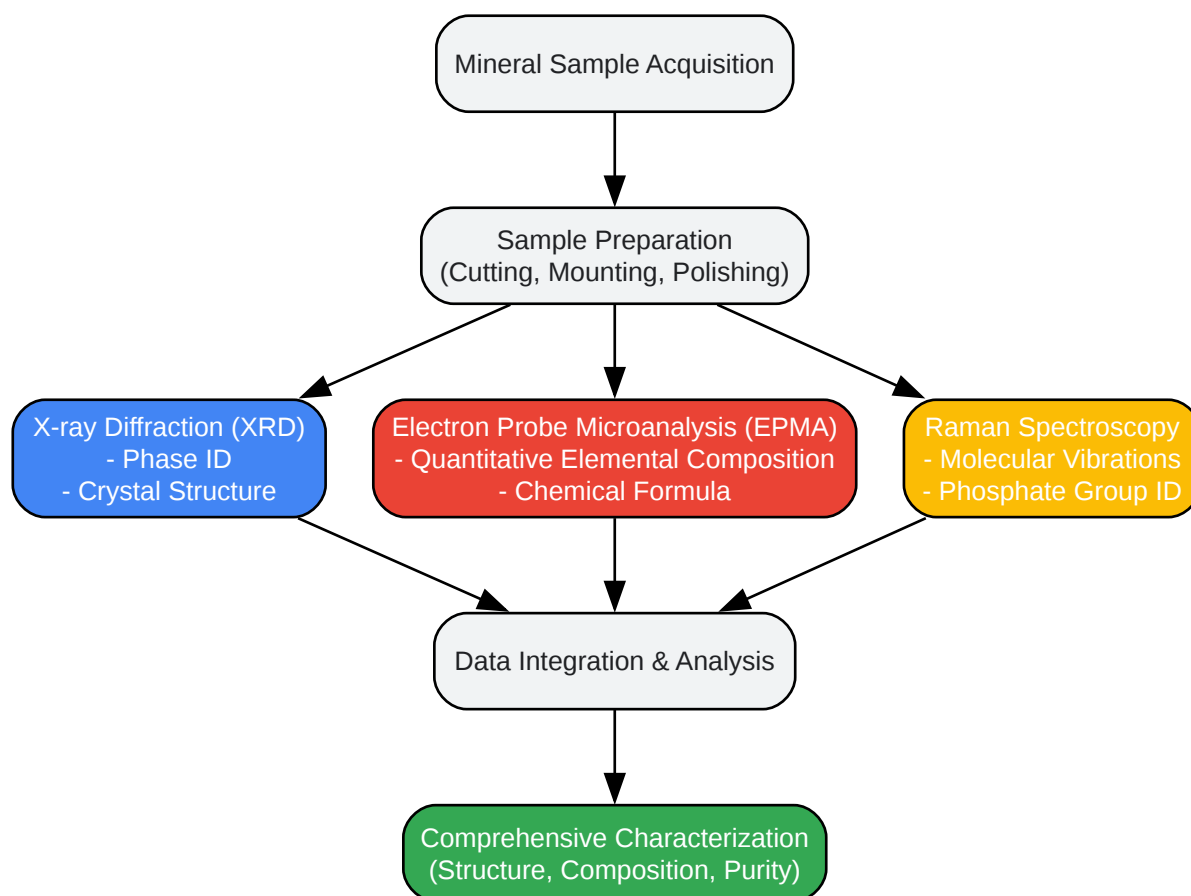 Mineral Sample Acquisition
Sample Preparation
(Cutting, Mounting, Polishing)
X-ray Diffraction (XRD)
- Phase ID
- Crystal Structure
Electron Probe Microanalysis (EPMA)
- Quantitative Elemental Composition
- Chemical Formula
Raman Spectroscopy
- Molecular Vibrations
- Phosphate Group ID
Data Integration & Analysis
Comprehensive Characterization
(Structure, Composition, Purity)